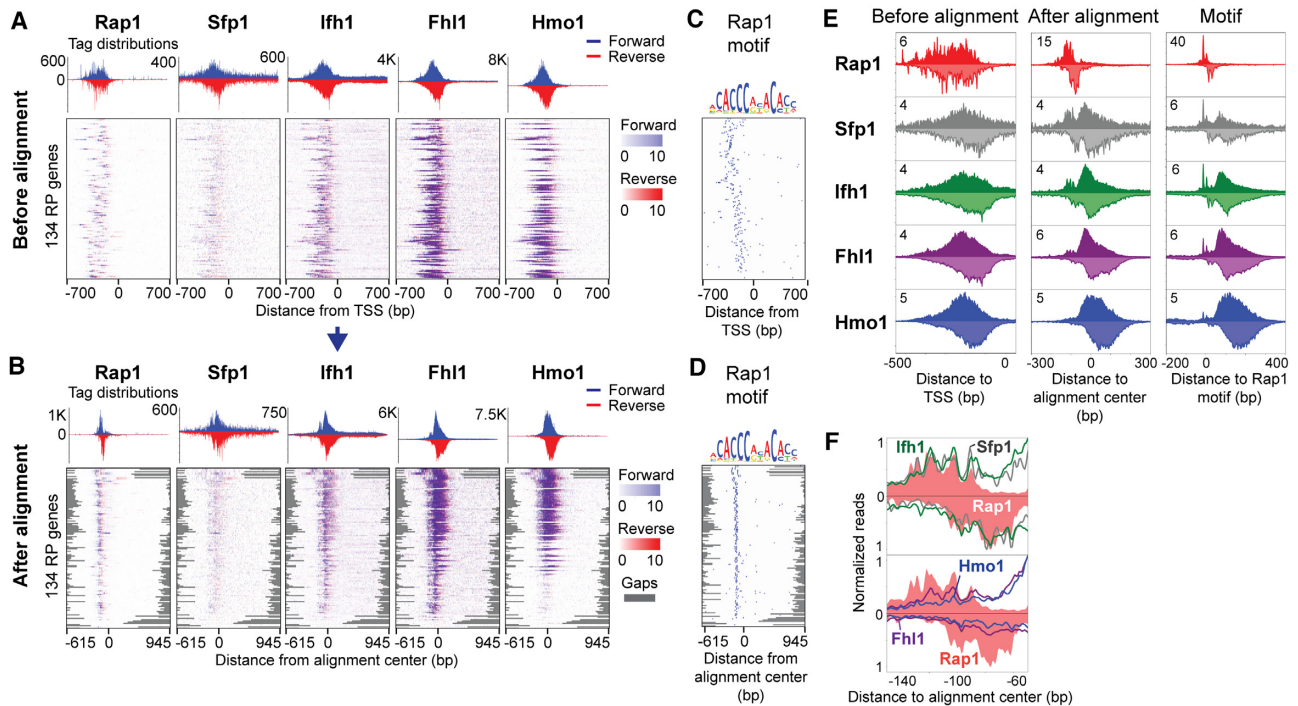 A
Rap1 Sfp1 Ifh1 Fhl1 Hmo1
Tag distributions
Forward
Reverse
600 400 600 4K 8K
0
Before alignment
134 RP genes
Forward
0 10
Reverse
0 10
-700 0 700 -700 0 700 -700 0 700 -700 0 700 -700 0 700
Distance from TSS (bp)
B
Rap1 Sfp1 Ifh1 Fhl1 Hmo1
Tag distributions
Forward
Reverse
1K 600 750 6K 7.5K
0
After alignment
134 RP genes
Forward
0 10
Reverse
0 10
Gaps
-615 0 945 -615 0 945 -615 0 945 -615 0 945 -615 0 945
Distance from alignment center (bp)
C
Rap1
motif
CACCC CA
-700 0 700
Distance from
TSS (bp)
D
Rap1
motif
CACCC CA
-615 0 945
Distance from
alignment center
(bp)
E
Before alignment After alignment Motif
Rap1 6 15 40
Sfp1 4 4 6
Ifh1 4 4 6
Fhl1 4 6 6
Hmo1 5 5 5
-500 0 -300 300 -200 0 400
Distance to
TSS (bp)
Distance to
alignment center
(bp)
Distance to Rap1
motif (bp)
F
Normalized reads
1
Ifh1 Sfp1
0
Rap1
1
1
Hmo1
0
Fhl1
Rap1
1
-140 -100 -60
Distance to alignment center (bp)